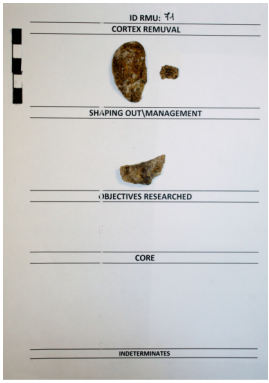 ID RMU: 71
CORTEX REMUVAL
SHAPING OUT\MANAGEMENT
OBJECTIVES RESEARCHED
CORE
INDETERMINATES